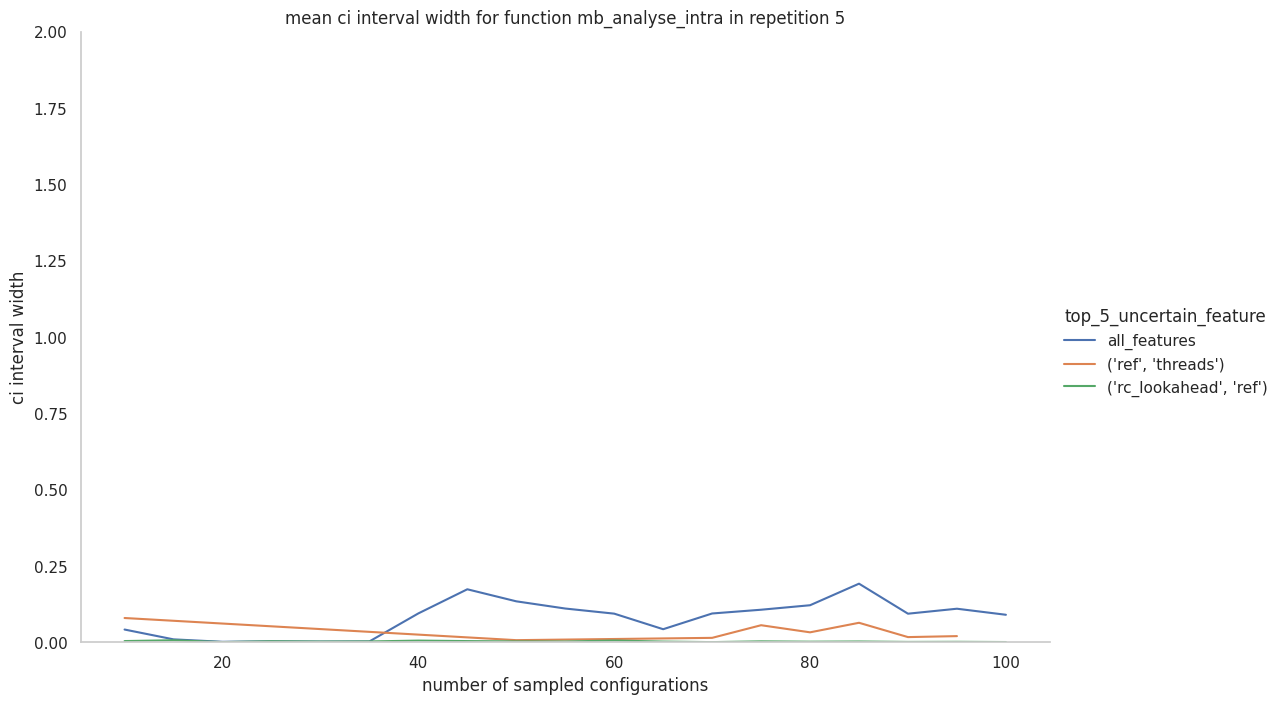 mean ci interval width for function mb_analyse_intra in repetition 5
2.00
1.75
1.50
1.25
1.00
0.75
0.50
0.25
0.00
ci interval width
20
40
60
80
100
number of sampled configurations
top_5_uncertain_feature
all_features
('ref', 'threads')
('rc_lookahead', 'ref')